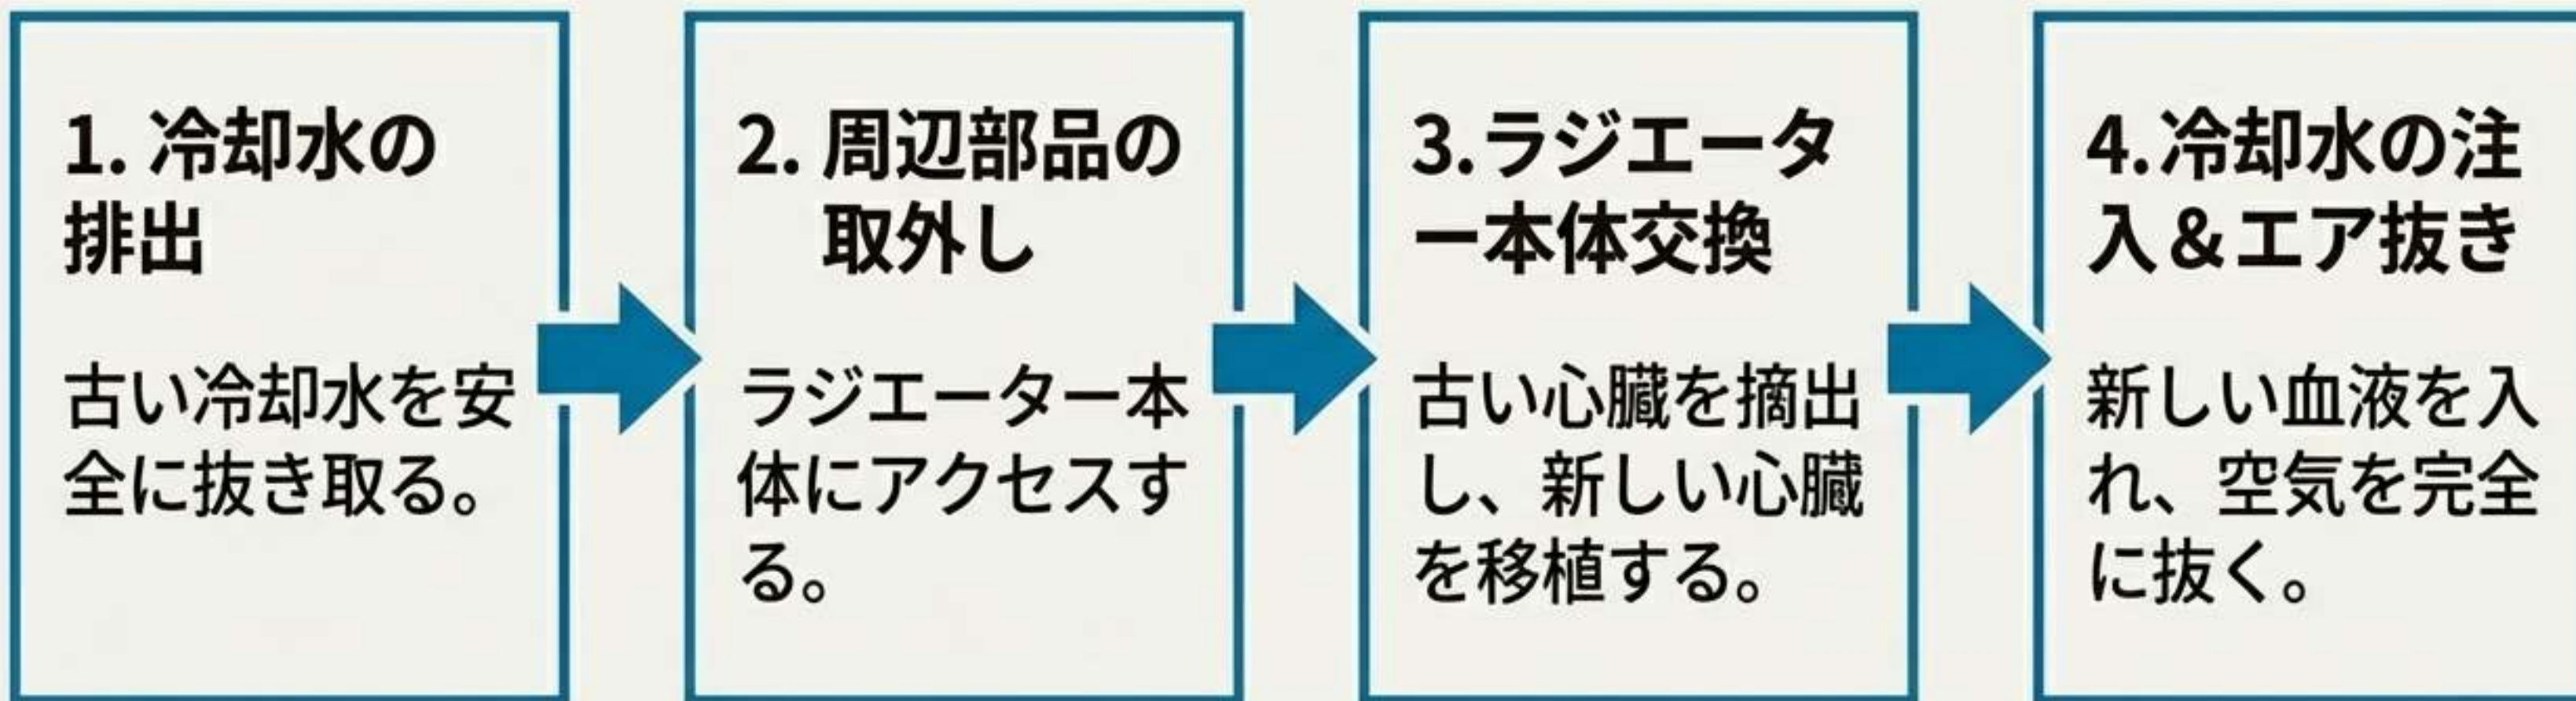 1. 冷却水の
排出
古い冷却水を安
全に抜き取る。
2. 周辺部品の
取外し
ラジエーター本
体にアクセスす
る。
3.ラジエータ
ー本体交換
古い心臓を摘出
し、新しい心臓
を移植する。
4.冷却水の注
入＆エア抜き
新しい血液を入
れ、空気を完全
に抜く。